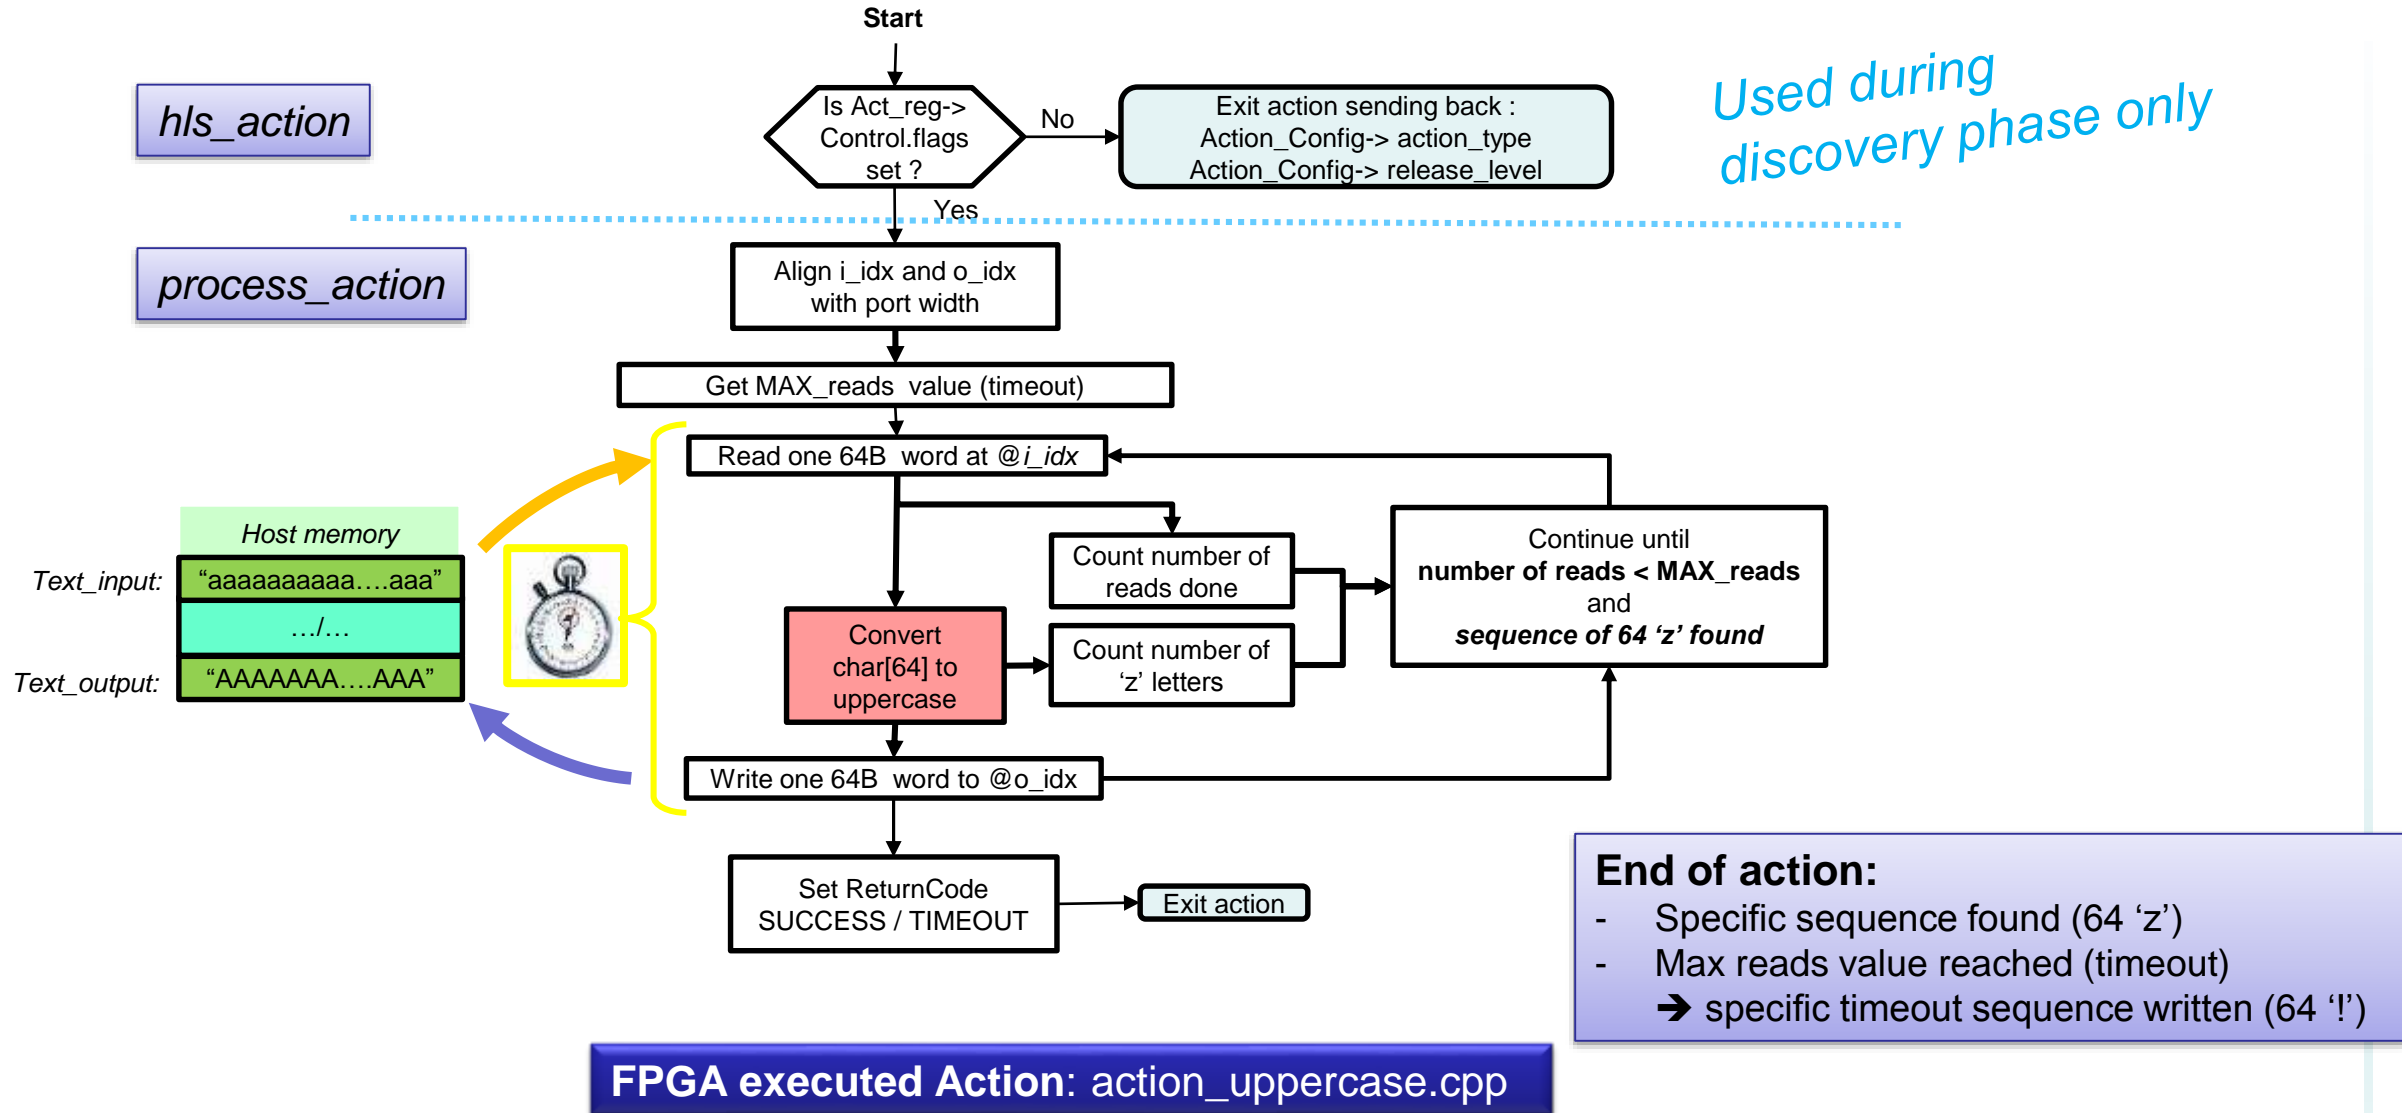 Start
hls_action
Is Act_reg->
Control.flags
set ?
No
Exit action sending back :
Action_Config-> action_type
Action_Config-> release_level
Used during
discovery phase only
Yes
process_action
Align i_idx and o_idx
with port width
Get MAX_reads  value (timeout)
Read one 64B  word at @i_idx
Host memory
Text_input:
“aaaaaaaaaa….aaa”
…/…
Text_output:
“AAAAAAA….AAA”
Count number of
reads done
Continue until
number of reads < MAX_reads
and
sequence of 64 ‘z’ found
Convert
char[64] to
uppercase
Count number of
‘z’ letters
Write one 64B  word to @o_idx
Set ReturnCode
SUCCESS / TIMEOUT
Exit action
End of action:
- Specific sequence found (64 ‘z’)
- Max reads value reached (timeout)
➔ specific timeout sequence written (64 ‘!’)
FPGA executed Action: action_uppercase.cpp